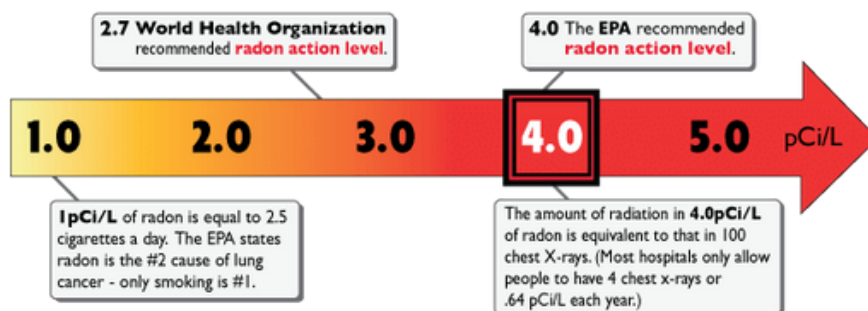 2.7 World Health Organization
recommended radon action level.
4.0 The EPA recommended
radon action level.
1.0 2.0 3.0 4.0 5.0 pCi/L
1pCi/L of radon is equal to 2.5
cigarettes a day. The EPA states
radon is the #2 cause of lung
cancer - only smoking is #1.
The amount of radiation in 4.0pCi/L
of radon is equivalent to that in 100
chest X-rays. (Most hospitals only allow
people to have 4 chest x-rays or
.64 pCi/L each year.)